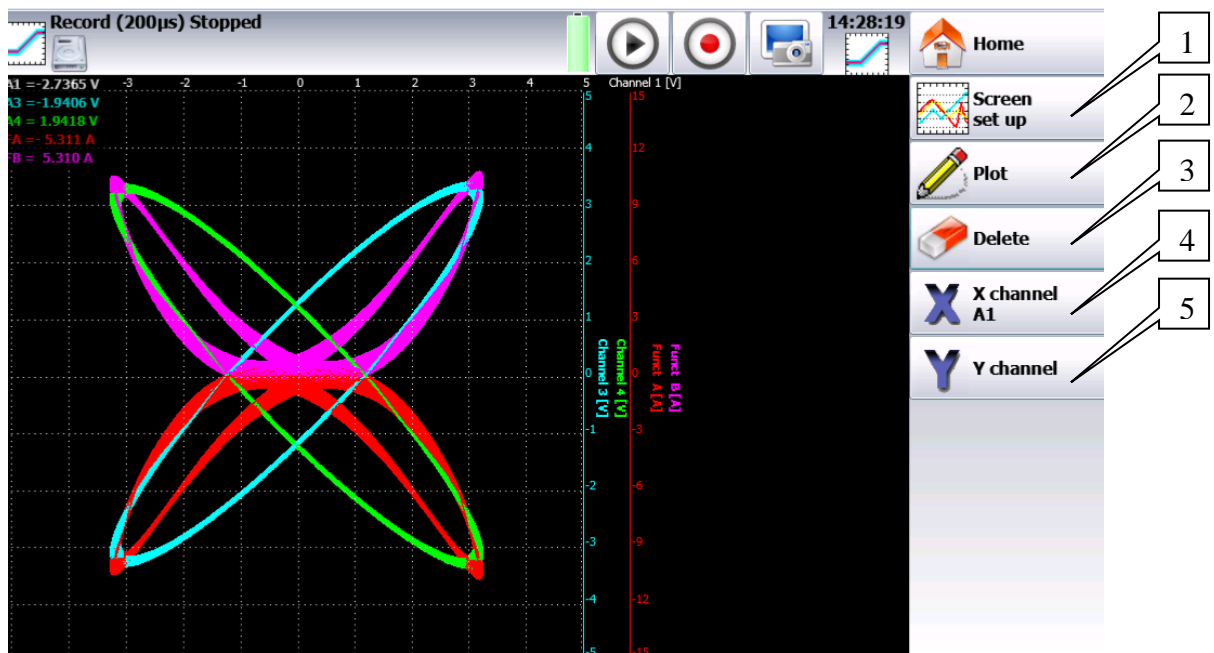 Record (200µs) Stopped
14:28:19
Home
1
Screen
set up
2
Plot
3
Delete
4
X channel
A1
5
Y channel
A1 =-2.7365 V
A3 =-1.9406 V
A4 = 1.9418 V
FA =- 5.311 A
FB = 5.310 A
-3 -2 -1 0 1 2 3 4 5 Channel 1 [V]
5 15
4 12
3 9
2 6
1 3
0 0
-1 -3
-2 -6
-3 -9
-4 -12
-5 -15
Channel 3 [V]
Channel 4 [V]
Funct A [A]
Funct B [A]